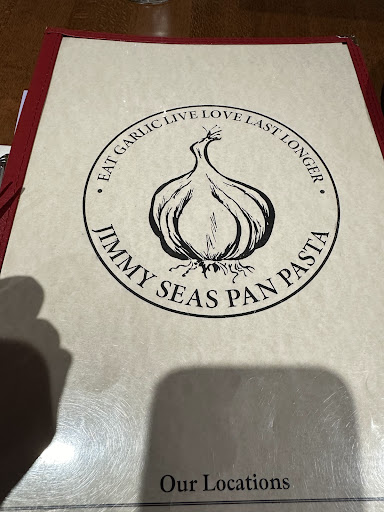 • EAT GARLIC LIVE LOVE LAST LONGER •
JIMMY SEAS PAN PASTA
Our Locations